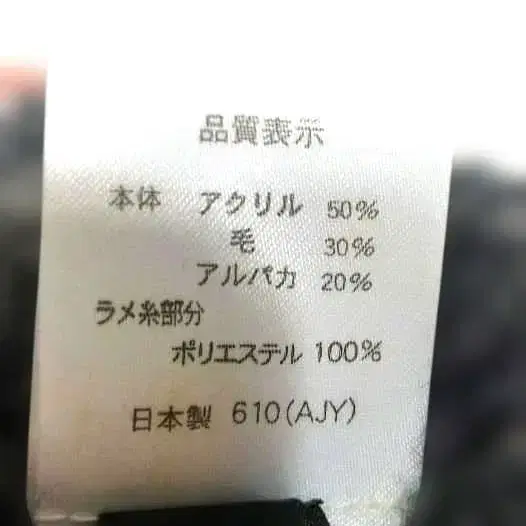 品質表示
本体 アクリル 50%
毛 30%
アルパカ 20%
ラメ糸部分
ポリエステル 100%
日本製 610(AJY)